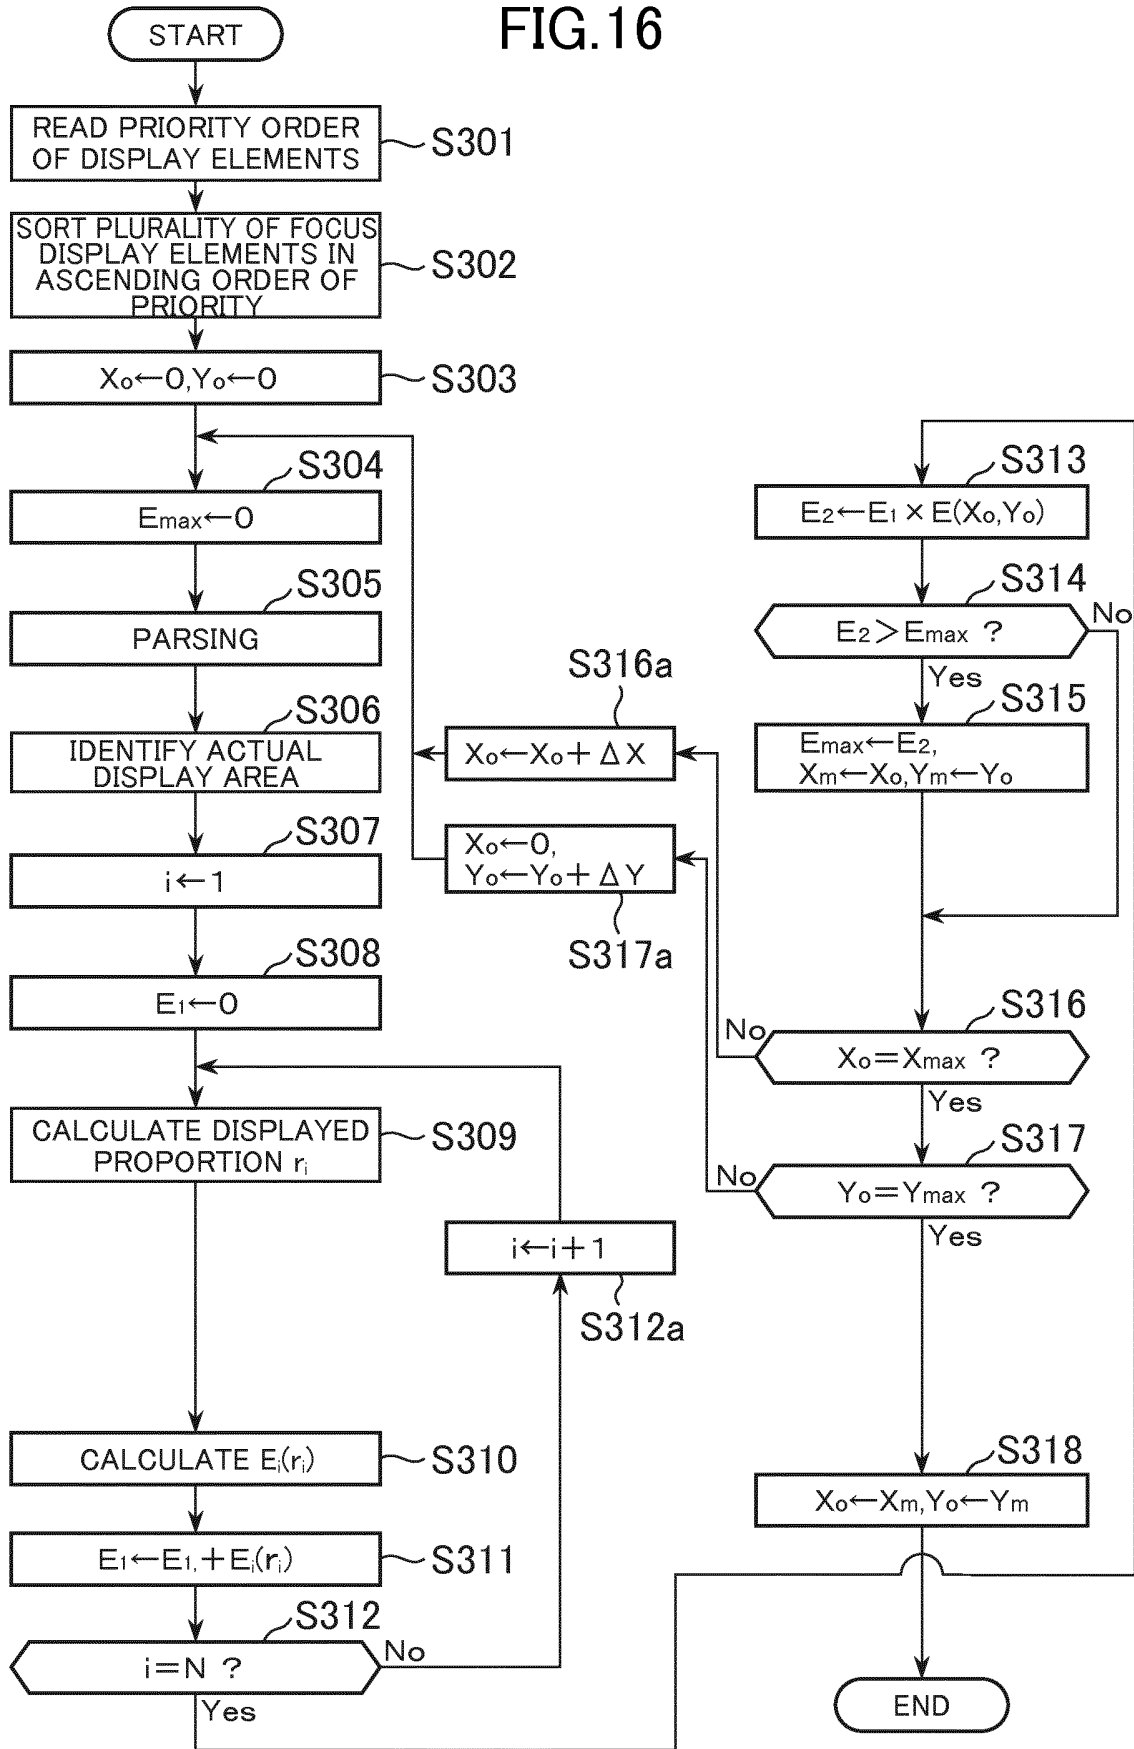 FIG.16
START
READ PRIORITY ORDER
OF DISPLAY ELEMENTS
S301
SORT PLURALITY OF FOCUS
DISPLAY ELEMENTS IN
ASCENDING ORDER OF
PRIORITY
S302
X₀←0,Y₀←0
S303
S304
Emax←0
S305
PARSING
S306
IDENTIFY ACTUAL
DISPLAY AREA
S307
i←1
S308
E₁←0
CALCULATE DISPLAYED
PROPORTION rᵢ
S309
i←i+1
S312a
CALCULATE Eᵢ(rᵢ)
S310
E₁←E₁,+Eᵢ(rᵢ)
S311
S312
i=N ?
No
Yes
S313
E₂←E₁×E(X₀,Y₀)
S314
E₂>Emax ?
No
Yes
S315
Emax←E₂,
Xm←X₀,Ym←Y₀
S316a
X₀←X₀+ΔX
X₀←0,
Y₀←Y₀+ΔY
S317a
S316
X₀=Xmax ?
No
Yes
S317
Y₀=Ymax ?
No
Yes
S318
X₀←Xm,Y₀←Ym
END